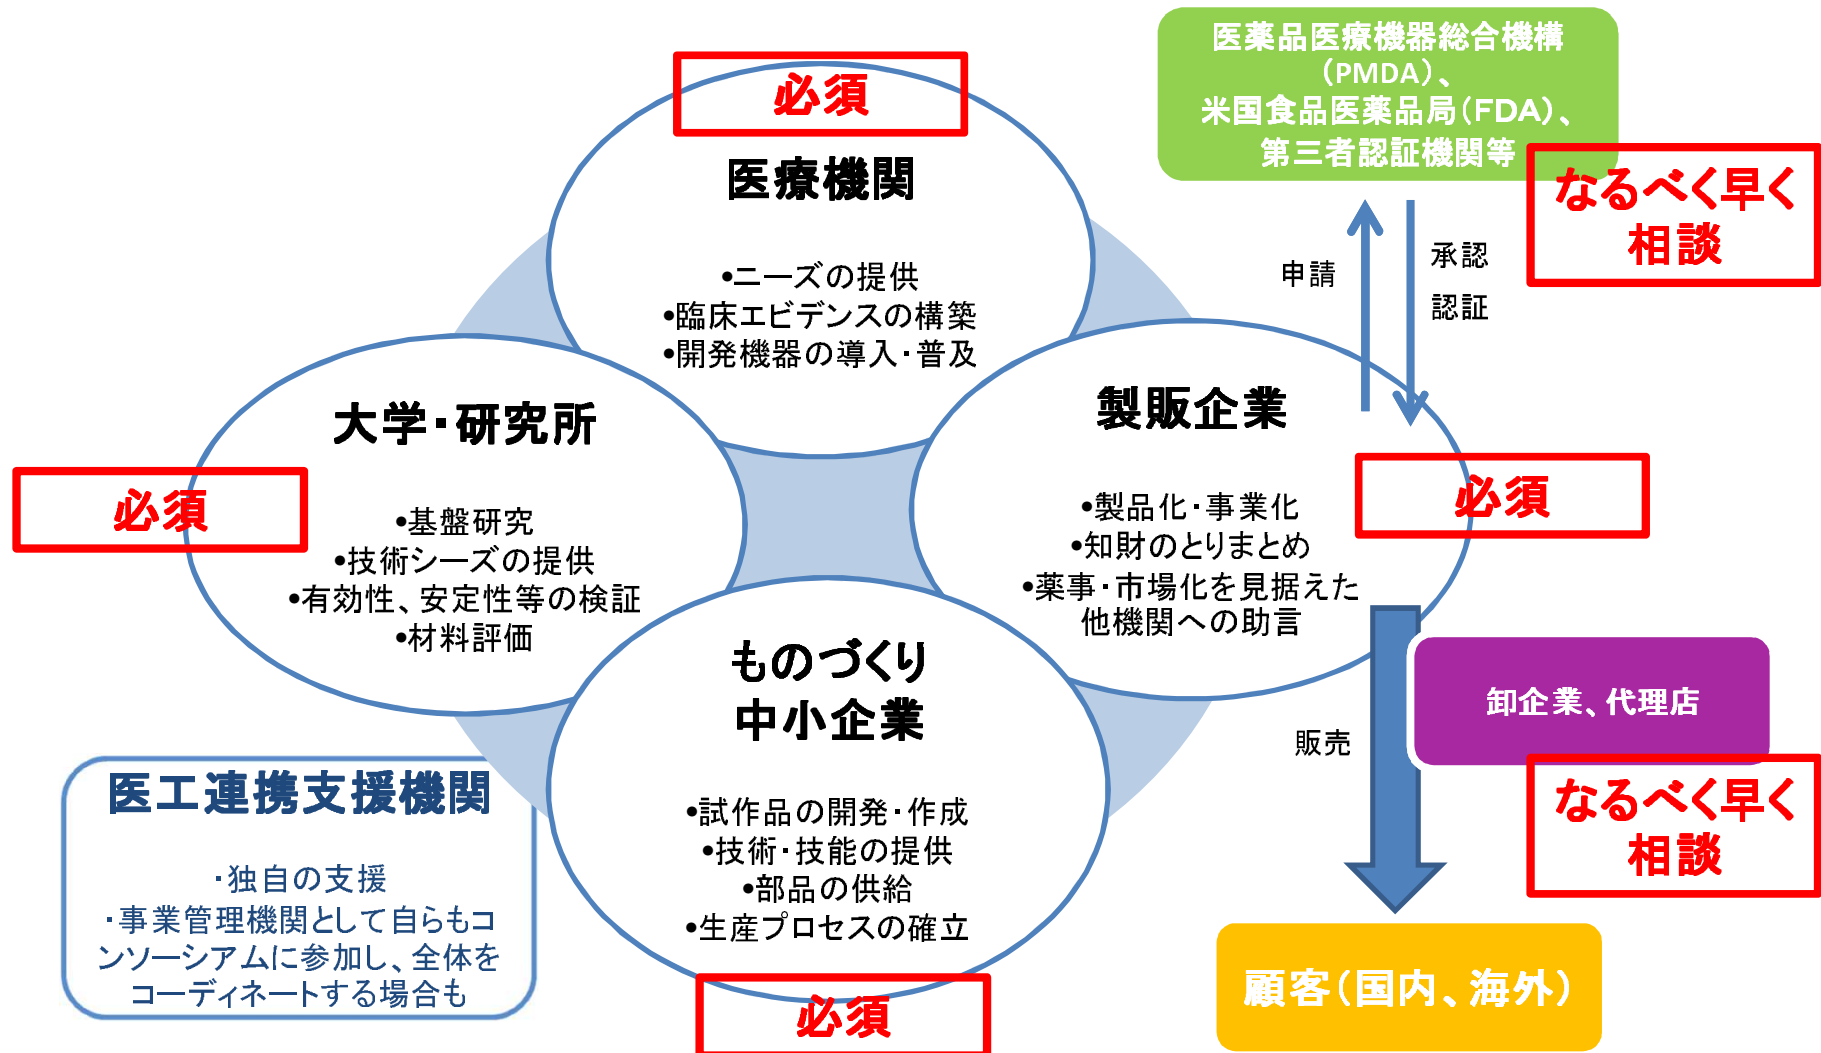 必須
医療機関
•ニーズの提供
•臨床エビデンスの構築
•開発機器の導入・普及
医薬品医療機器総合機構
(PMDA)、
米国食品医薬品局(FDA)、
第三者認証機関等
なるべく早く
相談
申請
承認
認証
大学・研究所
必須
•基盤研究
•技術シーズの提供
•有効性、安定性等の検証
•材料評価
製販企業
必須
•製品化・事業化
•知財のとりまとめ
•薬事・市場化を見据えた
他機関への助言
ものづくり
中小企業
•試作品の開発・作成
•技術・技能の提供
•部品の供給
•生産プロセスの確立
必須
医工連携支援機関
・独自の支援
・事業管理機関として自らもコ
ンソーシアムに参加し、全体を
コーディネートする場合も
販売
卸企業、代理店
なるべく早く
相談
顧客(国内、海外)